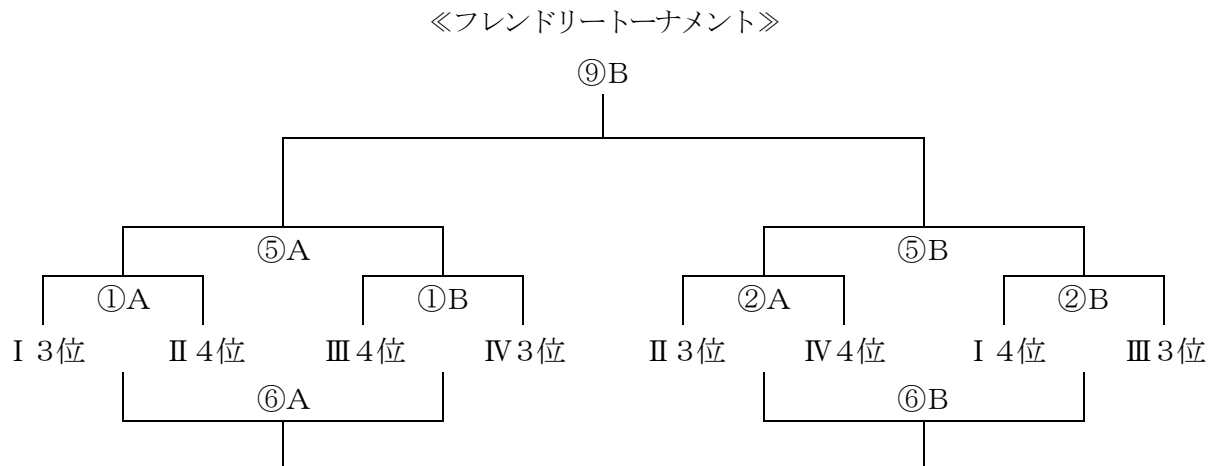 ≪フレンドリートーナメント≫
⑨B
⑤A ⑤B
①A ①B ②A ②B
Ⅰ3位 Ⅱ4位 Ⅲ4位 Ⅳ3位 Ⅱ3位 Ⅳ4位 Ⅰ4位 Ⅲ3位
⑥A ⑥B